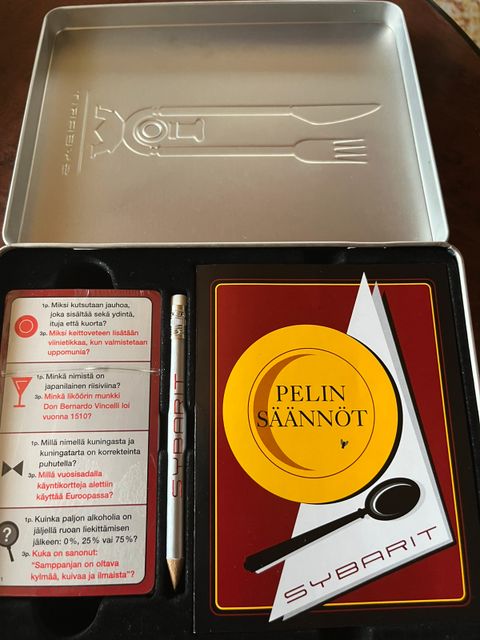 SYBARIT
1p. Miksi kutsutaan jauhoa,
joka sisältää sekä ydintä,
ituja että kuorta?
3p. Miksi keittoveteen lisätään
viinietikkaa, kun valmistetaan
uppomunia?
1p. Minkä nimistä on
japanilainen riisiviina?
3p. Minkä liköörin munkki
Don Bernardo Vincelli loi
vuonna 1510?
1p. Millä nimellä kuningasta ja
kuningatarta on korrekteinta
puhutella?
3p. Millä vuosisadalla
käyntikortteja alettiin
käyttää Euroopassa?
?
1p. Kuinka paljon alkoholia on
jäljellä ruoan liekittämisen
jälkeen: 0%, 25% vai 75%?
3p. Kuka on sanonut:
"Samppanjan on oltava
kylmää, kuivaa ja ilmaista"?
1
SYBARIT
PELIN
SÄÄNNÖT
SYBARIT